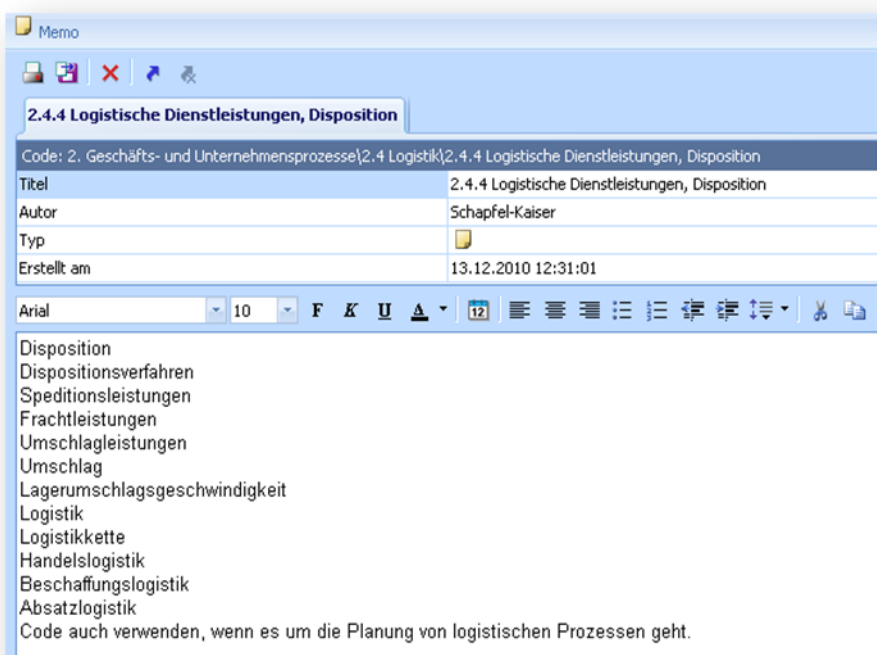 Memo
2.4.4 Logistische Dienstleistungen, Disposition
Code: 2. Geschäfts- und Unternehmensprozesse\2.4 Logistik\2.4.4 Logistische Dienstleistungen, Disposition
Titel 2.4.4 Logistische Dienstleistungen, Disposition
Autor Schapfel-Kaiser
Typ
Erstellt am 13.12.2010 12:31:01
Arial 10 F K U A 12
Disposition
Dispositionsverfahren
Speditionsleistungen
Frachtleistungen
Umschlagleistungen
Umschlag
Lagerumschlagsgeschwindigkeit
Logistik
Logistikkette
Handelslogistik
Beschaffungslogistik
Absatzlogistik
Code auch verwenden, wenn es um die Planung von logistischen Prozessen geht.